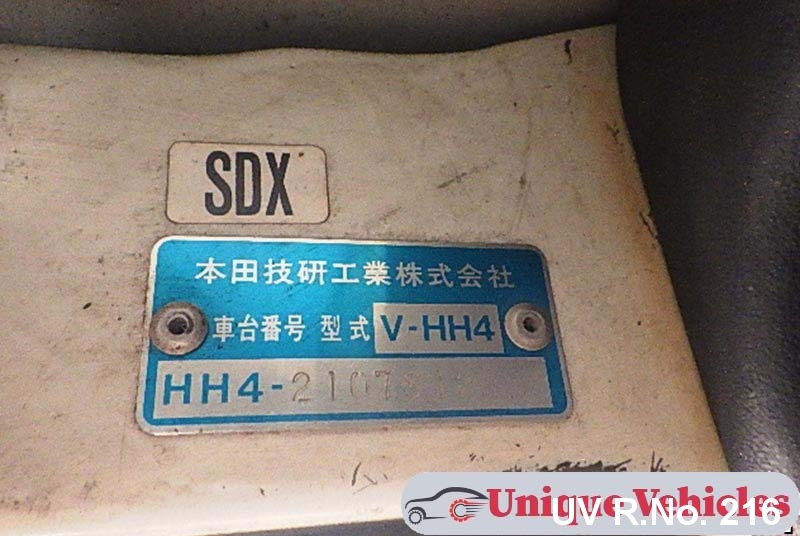 SDX
本田技研工業株式会社
車台番号 型式 V-HH4
HH4-2107
Unique Vehicles
UV R.No. 216